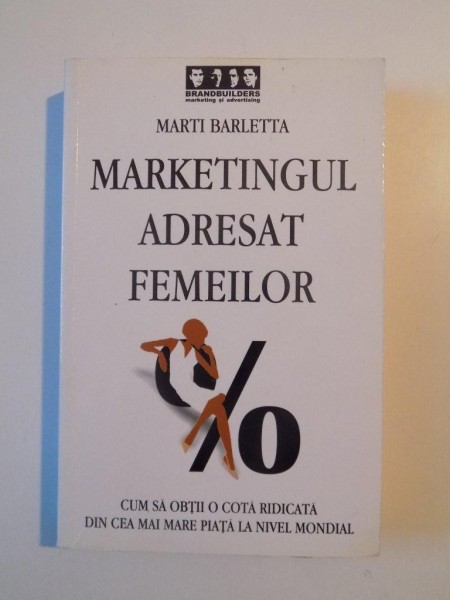 BRANDBUILDERS
marketing și advertising
MARTI BARLETTA
MARKETINGUL
ADRESAT
FEMEILOR
%
CUM SĂ OBȚII O COTĂ RIDICATĂ
DIN CEA MAI MARE PIAȚĂ LA NIVEL MONDIAL